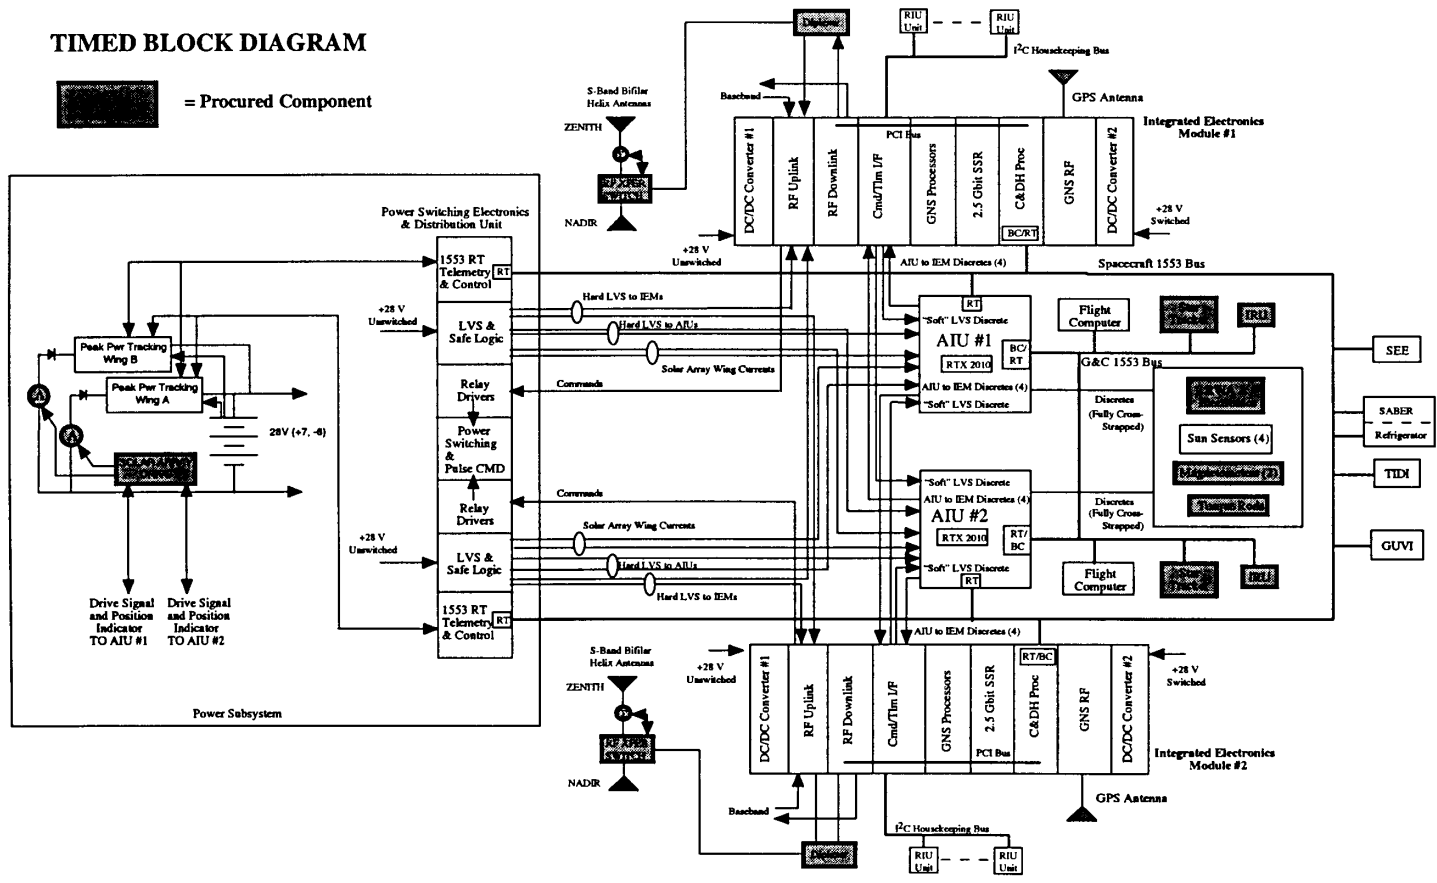 TIMED BLOCK DIAGRAM
= Procured Component
Diplexer
RIU
Unit
RIU
Unit
I²C Housekeeping Bus
S-Band Bifilar
Helix Antennas
ZENITH
NADIR
Baseband
GPS Antenna
Integrated Electronics
Module #1
PCI Bus
DC/DC Converter #1
RF Uplink
RF Downlink
Cmd/Tlm I/F
GNS Processors
2.5 Gbit SSR
C&DH Proc
GNS RF
DC/DC Converter #2
BC/RT
+28 V
Switched
+28 V
Unswitched
AIU to IEM Discretes (4)
Spacecraft 1553 Bus
Power Switching Electronics
& Distribution Unit
1553 RT
Telemetry
& Control
RT
+28 V
Unswitched
LVS &
Safe Logic
Hard LVS to IEMs
Hard LVS to AIUs
Solar Array Wing Currents
Relay
Drivers
Commands
Power
Switching
&
Pulse CMD
Relay
Drivers
Commands
Solar Array Wing Currents
+28 V
Unswitched
LVS &
Safe Logic
Hard LVS to AIUs
Hard LVS to IEMs
1553 RT
Telemetry
& Control
RT
Peak Pwr Tracking
Wing B
Peak Pwr Tracking
Wing A
A
A
28V (+7, -6)
Drive Signal
and Position
Indicator
TO AIU #1
Drive Signal
and Position
Indicator
TO AIU #2
Power Subsystem
RT
"Soft" LVS Discrete
AIU #1
RTX 2010
BC/
RT
AIU to IEM Discretes (4)
"Soft" LVS Discrete
Flight
Computer
IRU
G&C 1553 Bus
Discretes
(Fully Cross-
Strapped)
Sun Sensors (4)
Torque Rods
Discretes
(Fully Cross-
Strapped)
"Soft" LVS Discrete
AIU to IEM Discretes (4)
AIU #2
RTX 2010
RT/
BC
"Soft" LVS Discrete
RT
Flight
Computer
IRU
SEE
SABER
Refrigerator
TIDI
GUVI
AIU to IEM Discretes (4)
S-Band Bifilar
Helix Antennas
ZENITH
NADIR
+28 V
Unswitched
DC/DC Converter #1
RF Uplink
RF Downlink
Cmd/Tlm I/F
GNS Processors
2.5 Gbit SSR
C&DH Proc
GNS RF
DC/DC Converter #2
RT/BC
PCI Bus
+28 V
Switched
Integrated Electronics
Module #2
GPS Antenna
Baseband
I²C Housekeeping Bus
Diplexer
RIU
Unit
RIU
Unit